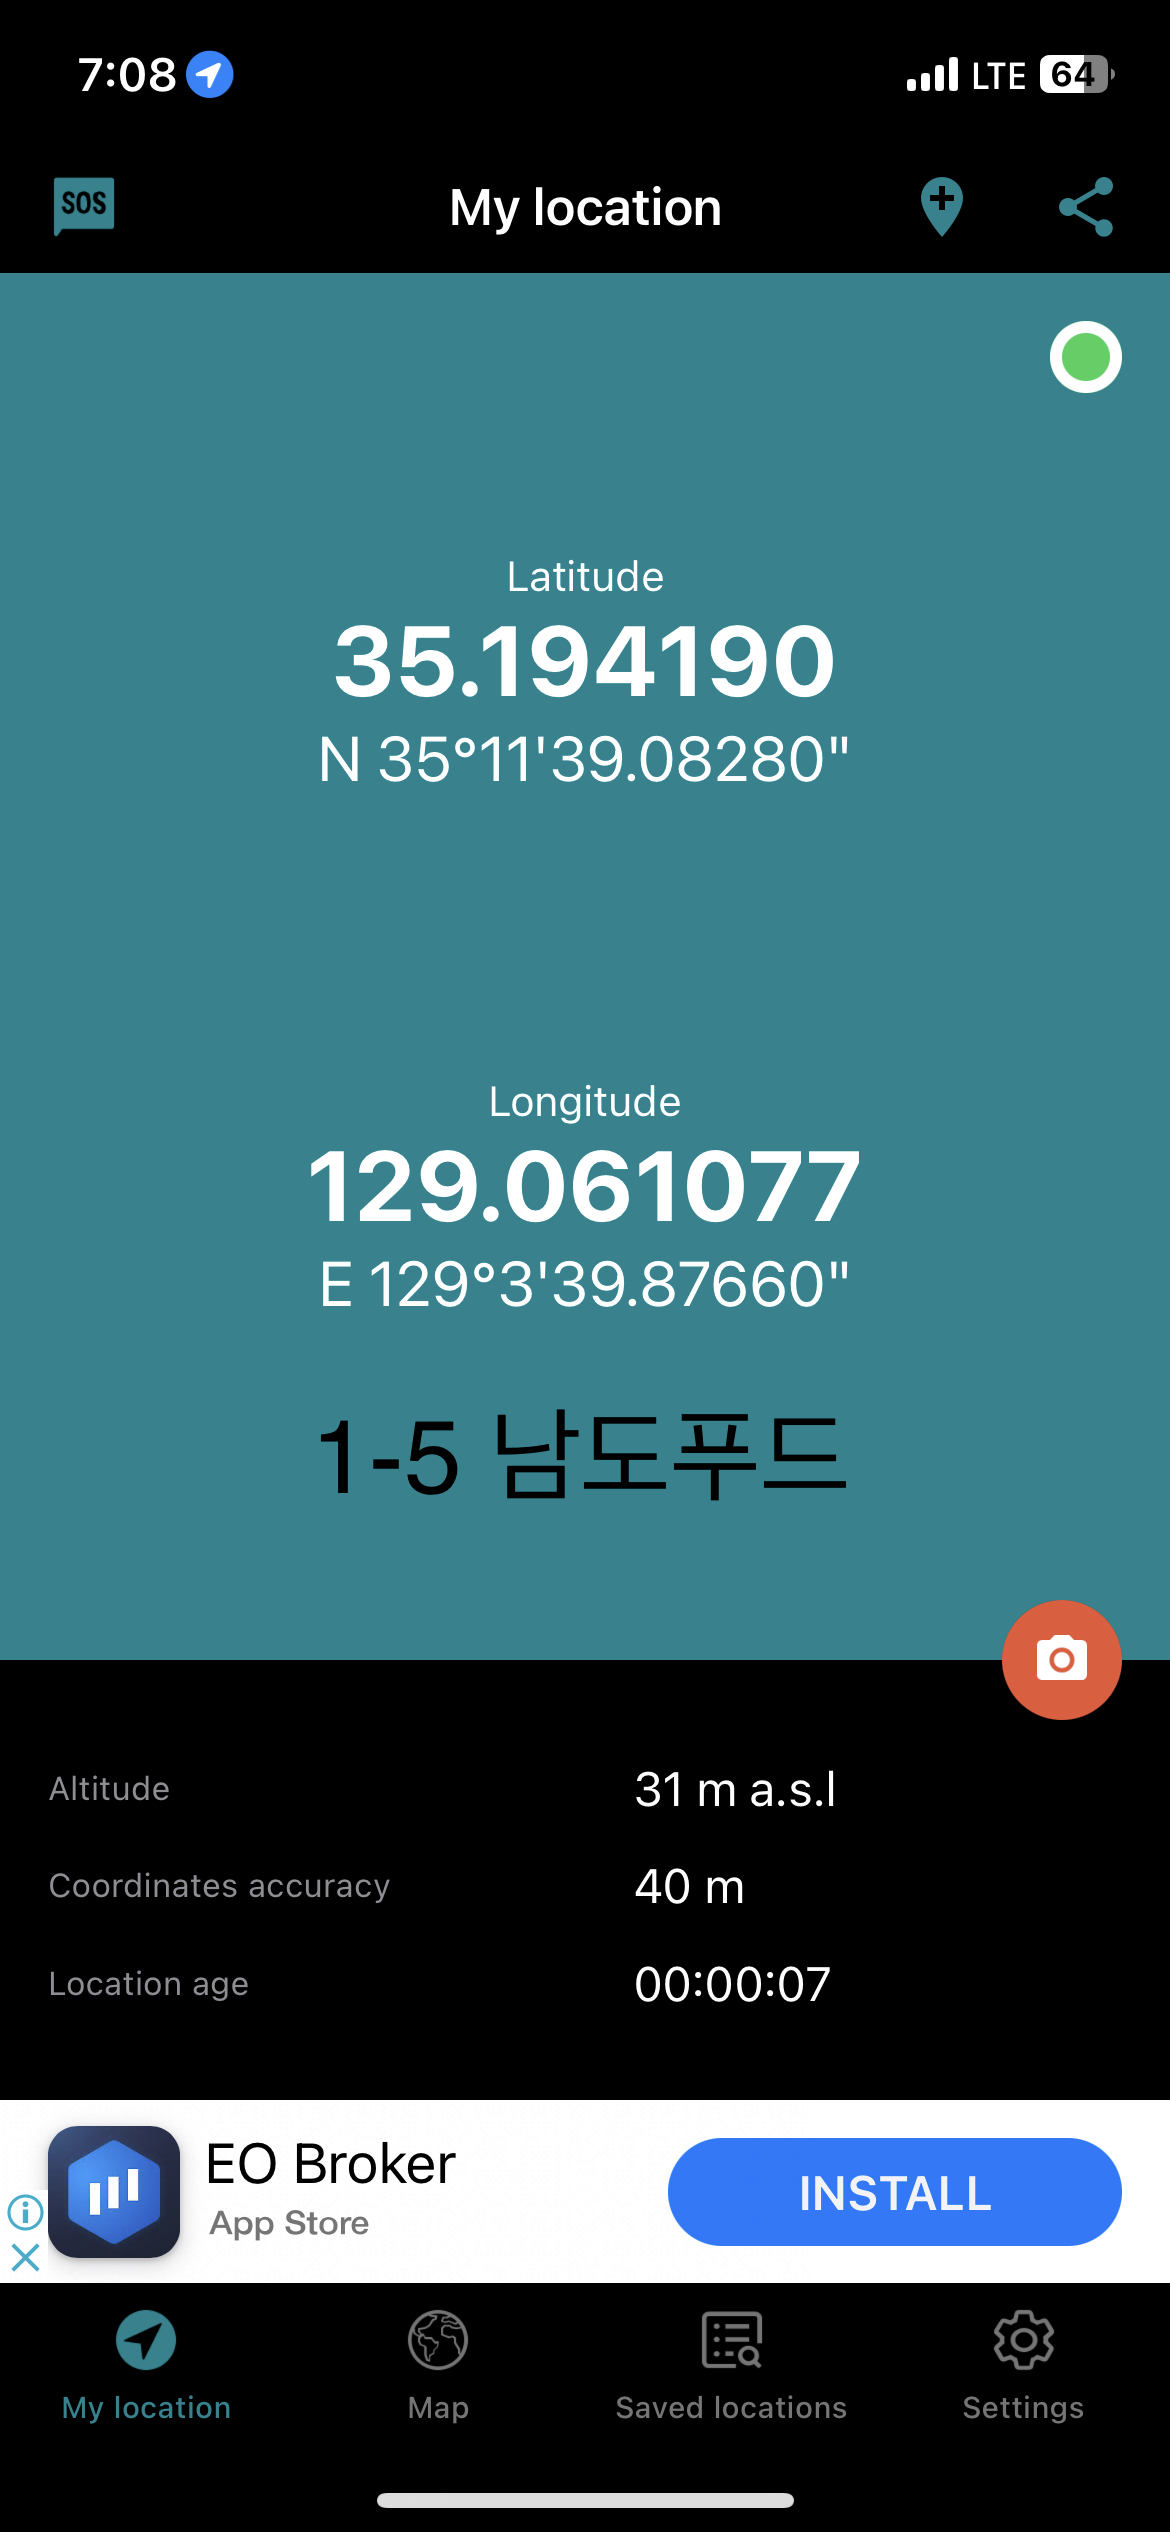 7:08
LTE 64
SOS
My location
Latitude
35.194190
N 35°11'39.08280"
Longitude
129.061077
E 129°3'39.87660"
1-5 남도푸드
Altitude 31 m a.s.l
Coordinates accuracy 40 m
Location age 00:00:07
EO Broker
App Store
INSTALL
My location Map Saved locations Settings